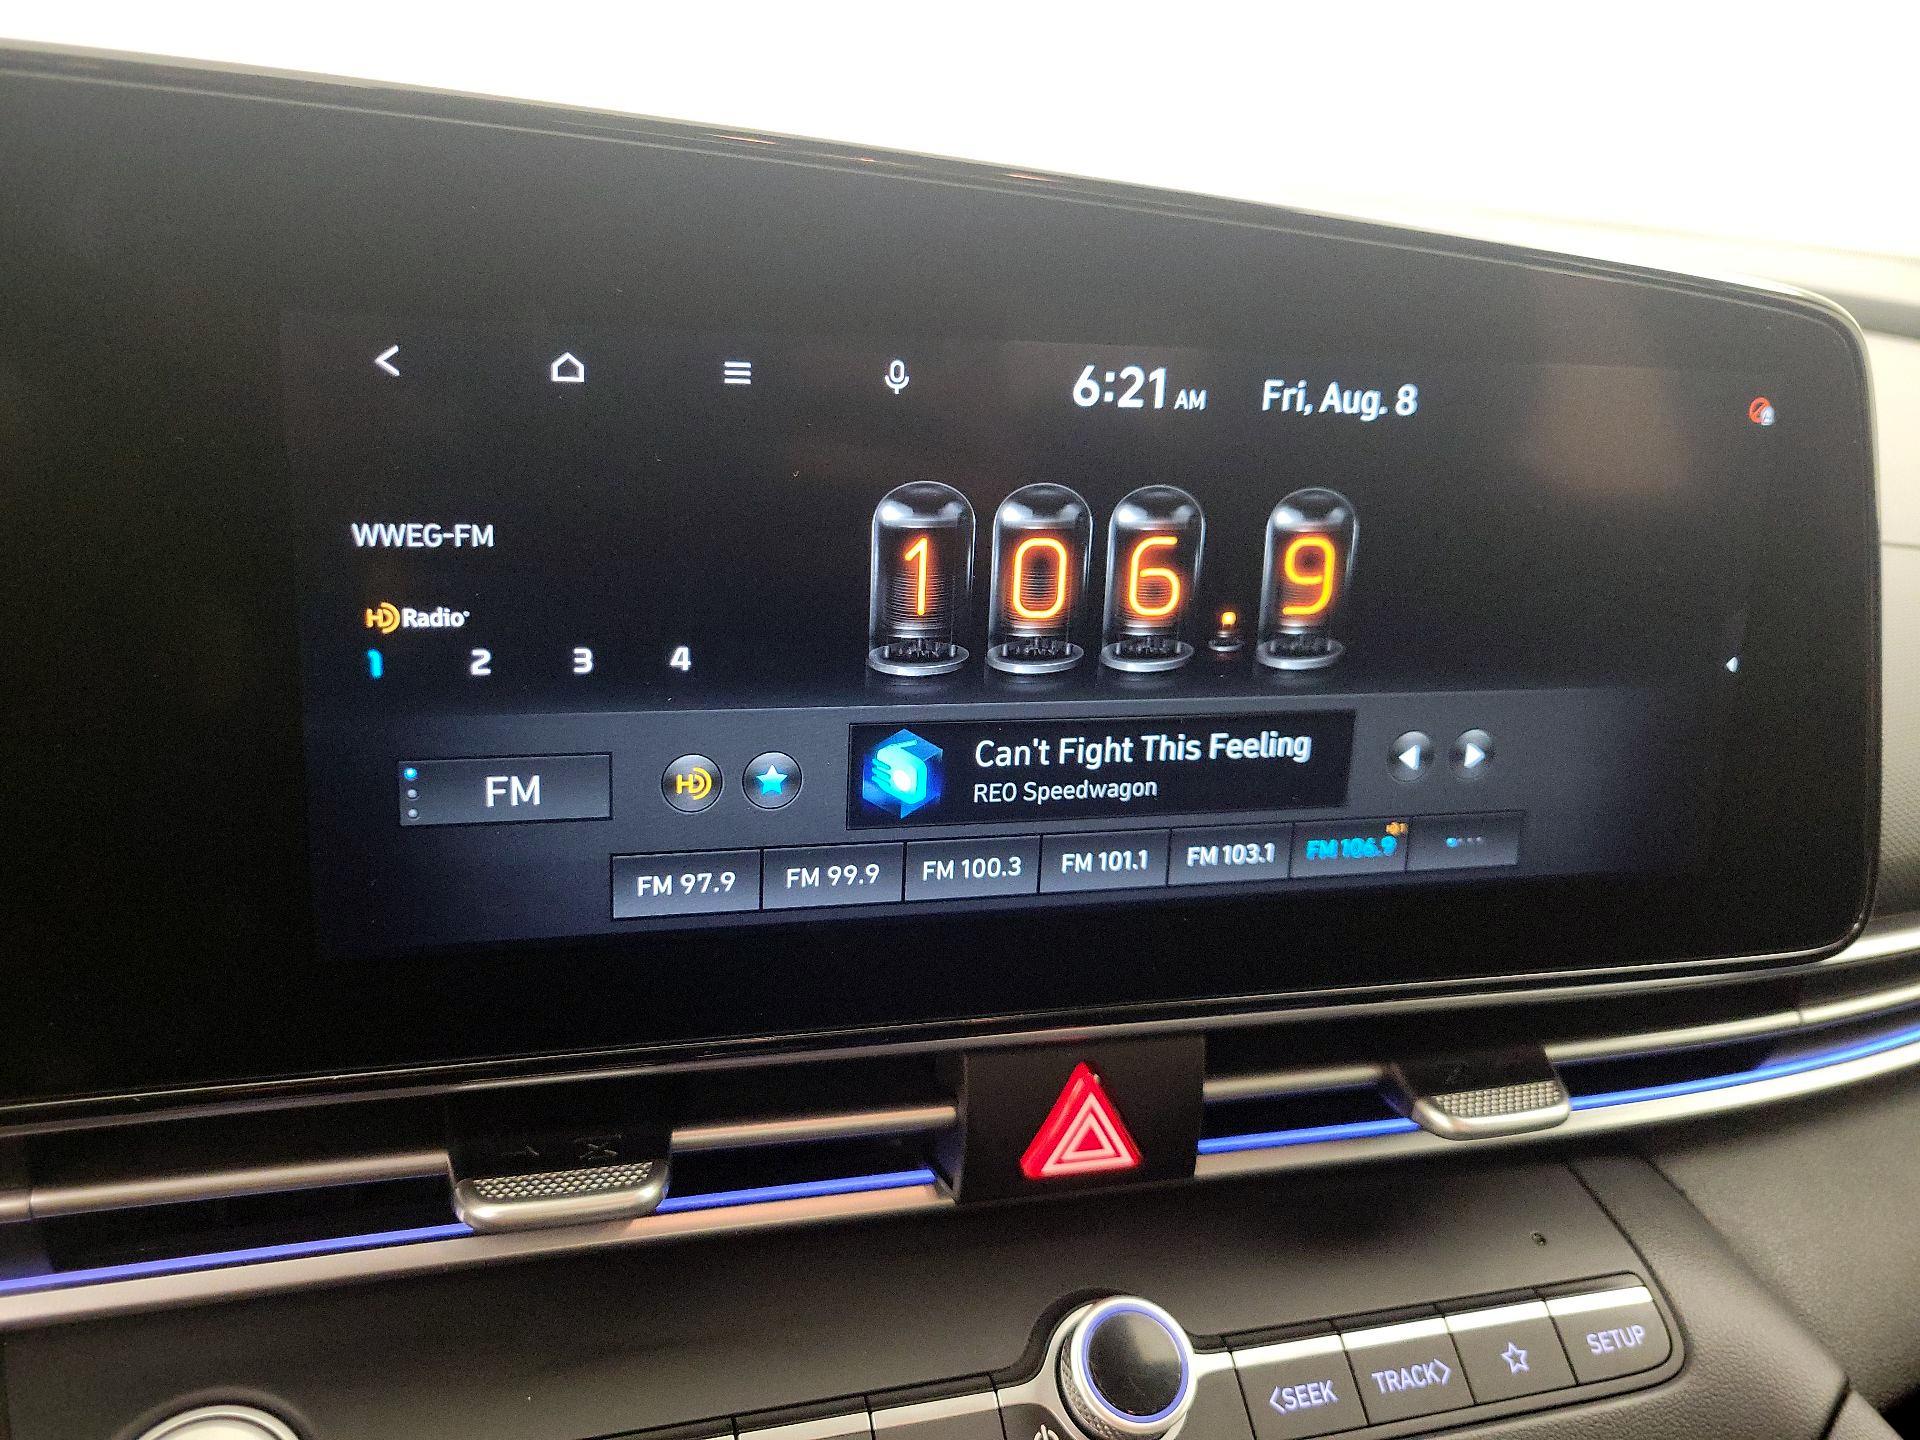 6:21 AM Fri, Aug. 8
WWEG-FM
106.9
HD Radio
1 2 3 4
FM
HD
Can't Fight This Feeling
REO Speedwagon
FM 97.9 FM 99.9 FM 100.3 FM 101.1 FM 103.1 FM 106.9
<SEEK TRACK> SETUP